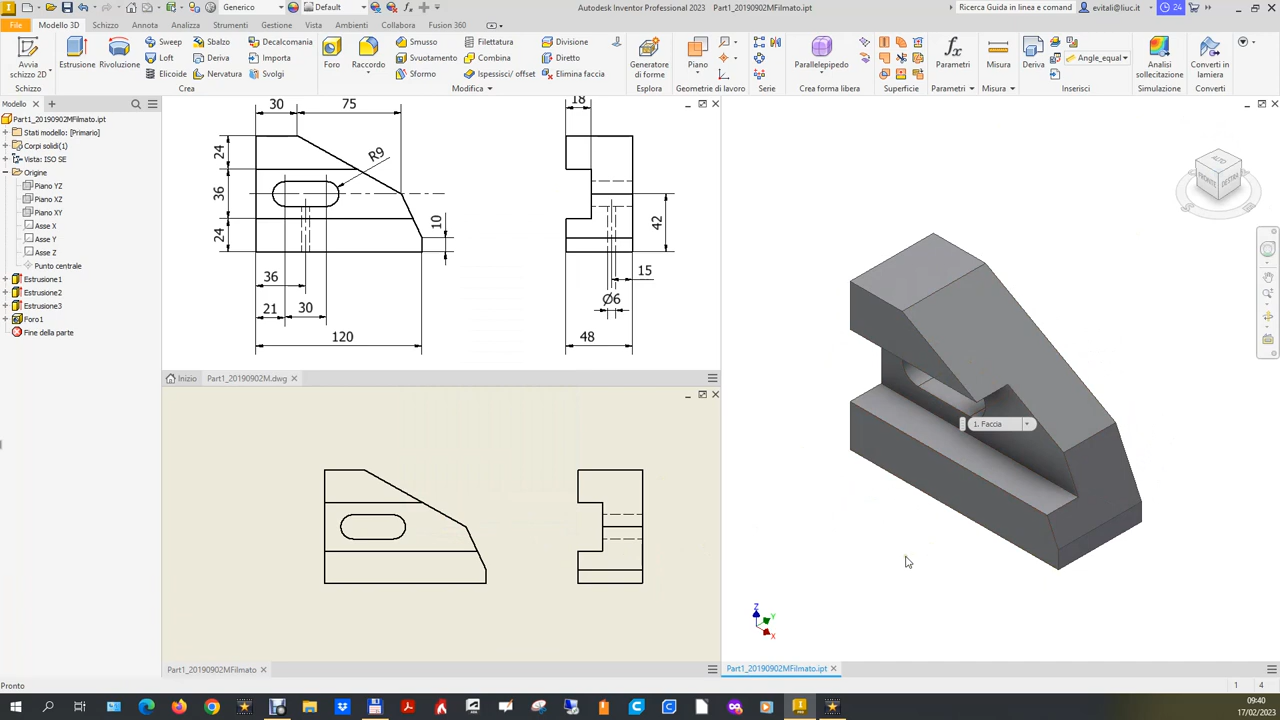 Generico
Default
Autodesk Inventor Professional 2023
Part1_20190902MFilmato.ipt
Ricerca Guida in linea e comand
evitali@liuc.it
24
File
Modello 3D
Schizzo
Annota
Analizza
Strumenti
Gestione
Vista
Ambienti
Collabora
Fusion 360
Avvia
schizzo 2D
Schizzo
Estrusione
Rivoluzione
Sweep
Loft
Elicoide
Sbalzo
Deriva
Nervatura
Decalcomania
Importa
Svolgi
Crea
Foro
Raccordo
Smusso
Svuotamento
Sformo
Filettatura
Combina
Ispessisci/ offset
Divisione
Diretto
Elimina faccia
Modifica
Generatore
di forme
Esplora
Piano
Geometrie di lavoro
Serie
Parallelepipedo
Crea forma libera
Superficie
Parametri
Parametri
Misura
Misura
Deriva
Angle_equal
Inserisci
Analisi
sollecitazione
Simulazione
Converti in
lamiera
Converti
Modello
Part1_20190902MFilmato.ipt
Stati modello: [Primario]
Corpi solidi(1)
Vista: ISO SE
Origine
Piano YZ
Piano XZ
Piano XY
Asse X
Asse Y
Asse Z
Punto centrale
Estrusione1
Estrusione2
Estrusione3
Foro1
Fine della parte
30
75
18
24
R9
36
24
10
42
36
15
21
30
Ø6
120
48
Inizio
Part1_20190902M.dwg
ALTO
FRONTE
DESTRA
1. Faccia
Z
Y
X
Part1_20190902MFilmato
Part1_20190902MFilmato.ipt
Pronto
1
4
09:40
17/02/2023